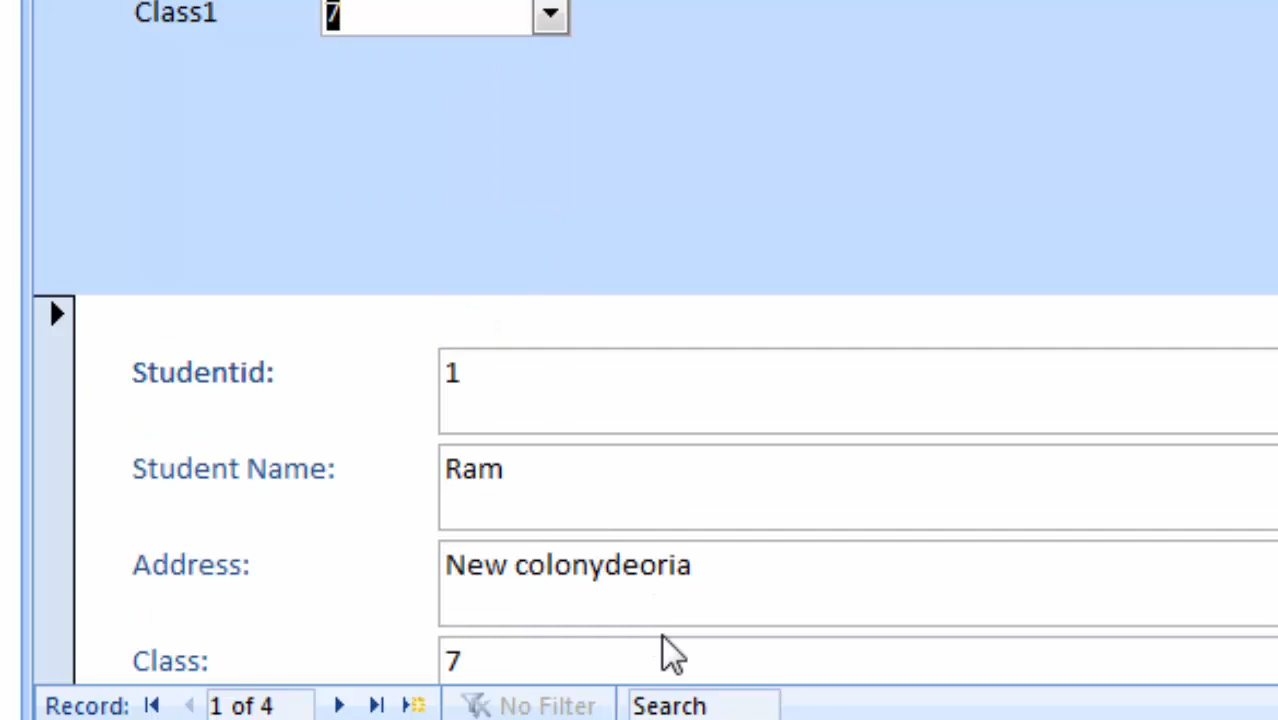 Class1 7
Studentid: 1
Student Name: Ram
Address: New colonydeoria
Class: 7
Record: 1 of 4 No Filter Search